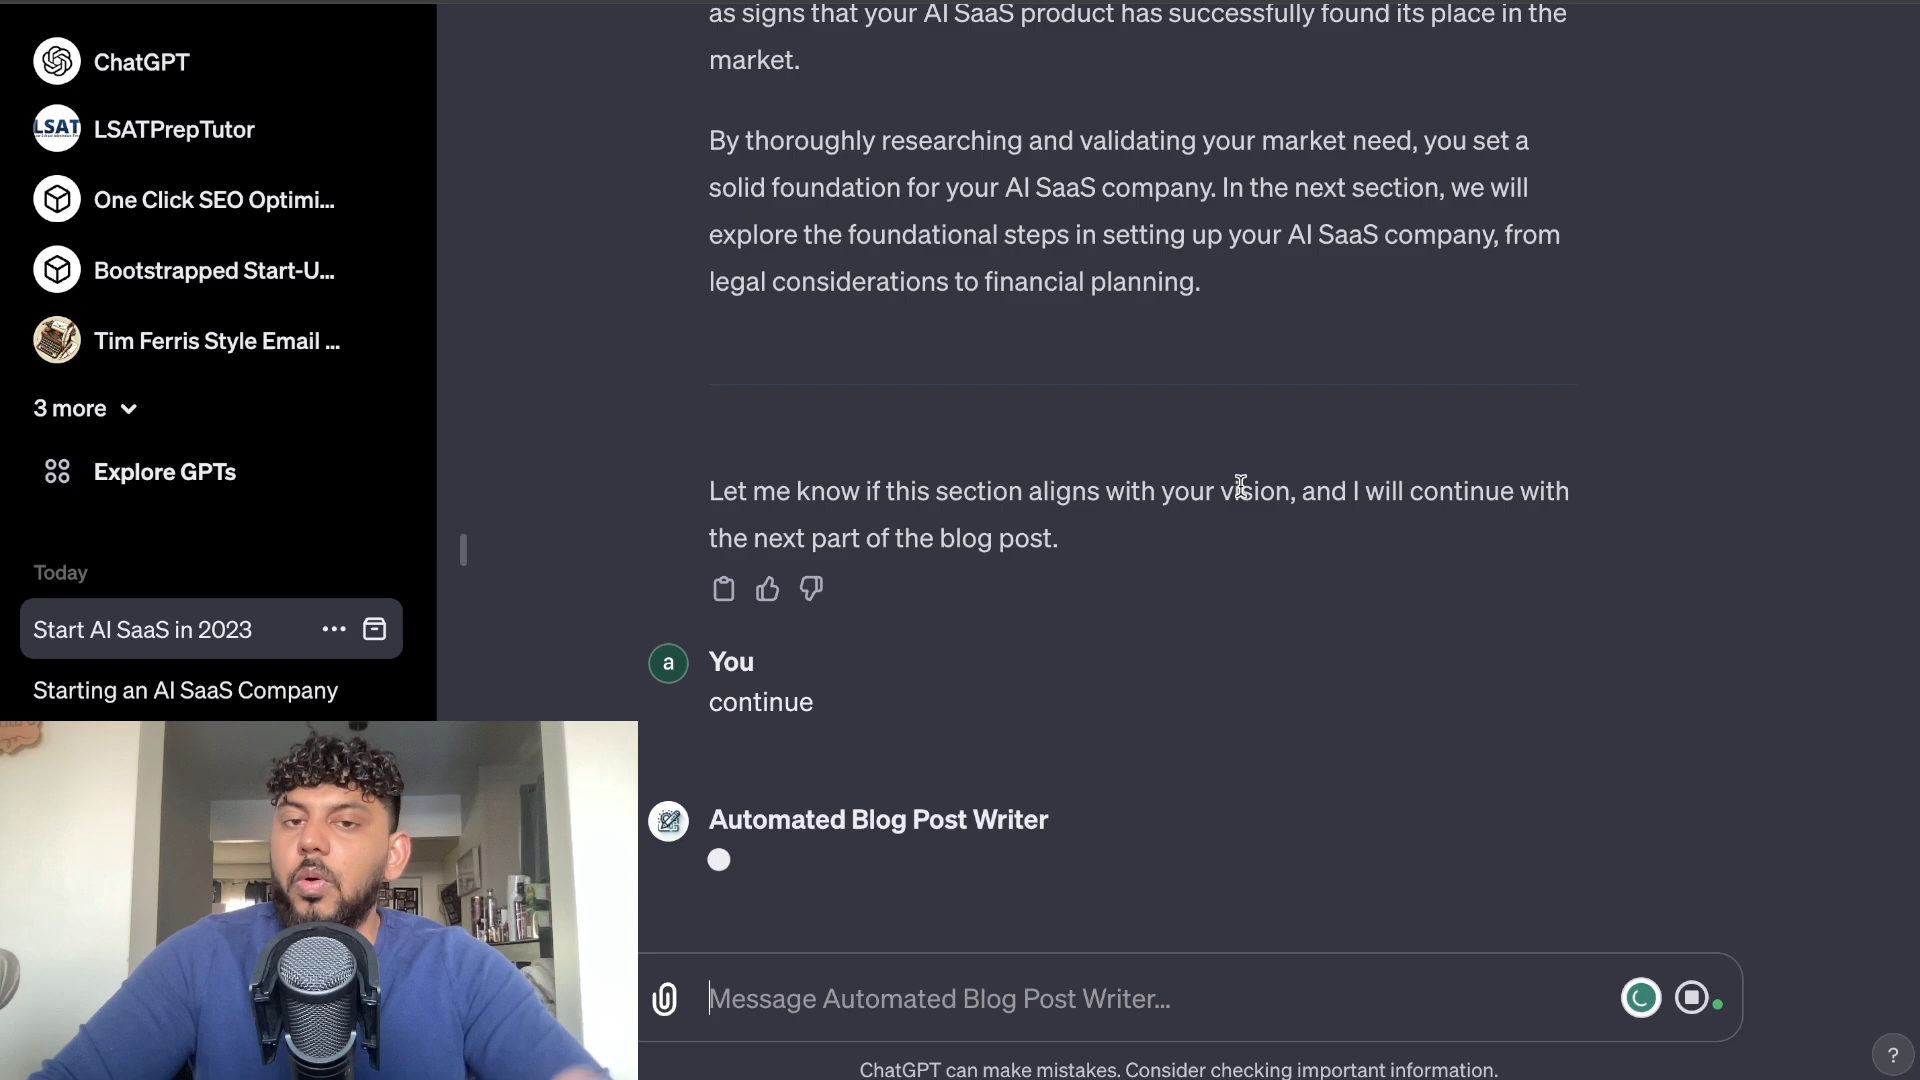 ChatGPT
LSAT
LSATPrepTutor
One Click SEO Optimi...
Bootstrapped Start-U...
Tim Ferris Style Email ...
3 more
Explore GPTs
Today
Start AI SaaS in 2023
Starting an AI SaaS Company
as signs that your AI SaaS product has successfully found its place in the
market.
By thoroughly researching and validating your market need, you set a
solid foundation for your AI SaaS company. In the next section, we will
explore the foundational steps in setting up your AI SaaS company, from
legal considerations to financial planning.
Let me know if this section aligns with your vision, and I will continue with
the next part of the blog post.
a
You
continue
Automated Blog Post Writer
Message Automated Blog Post Writer...
ChatGPT can make mistakes. Consider checking important information.
?